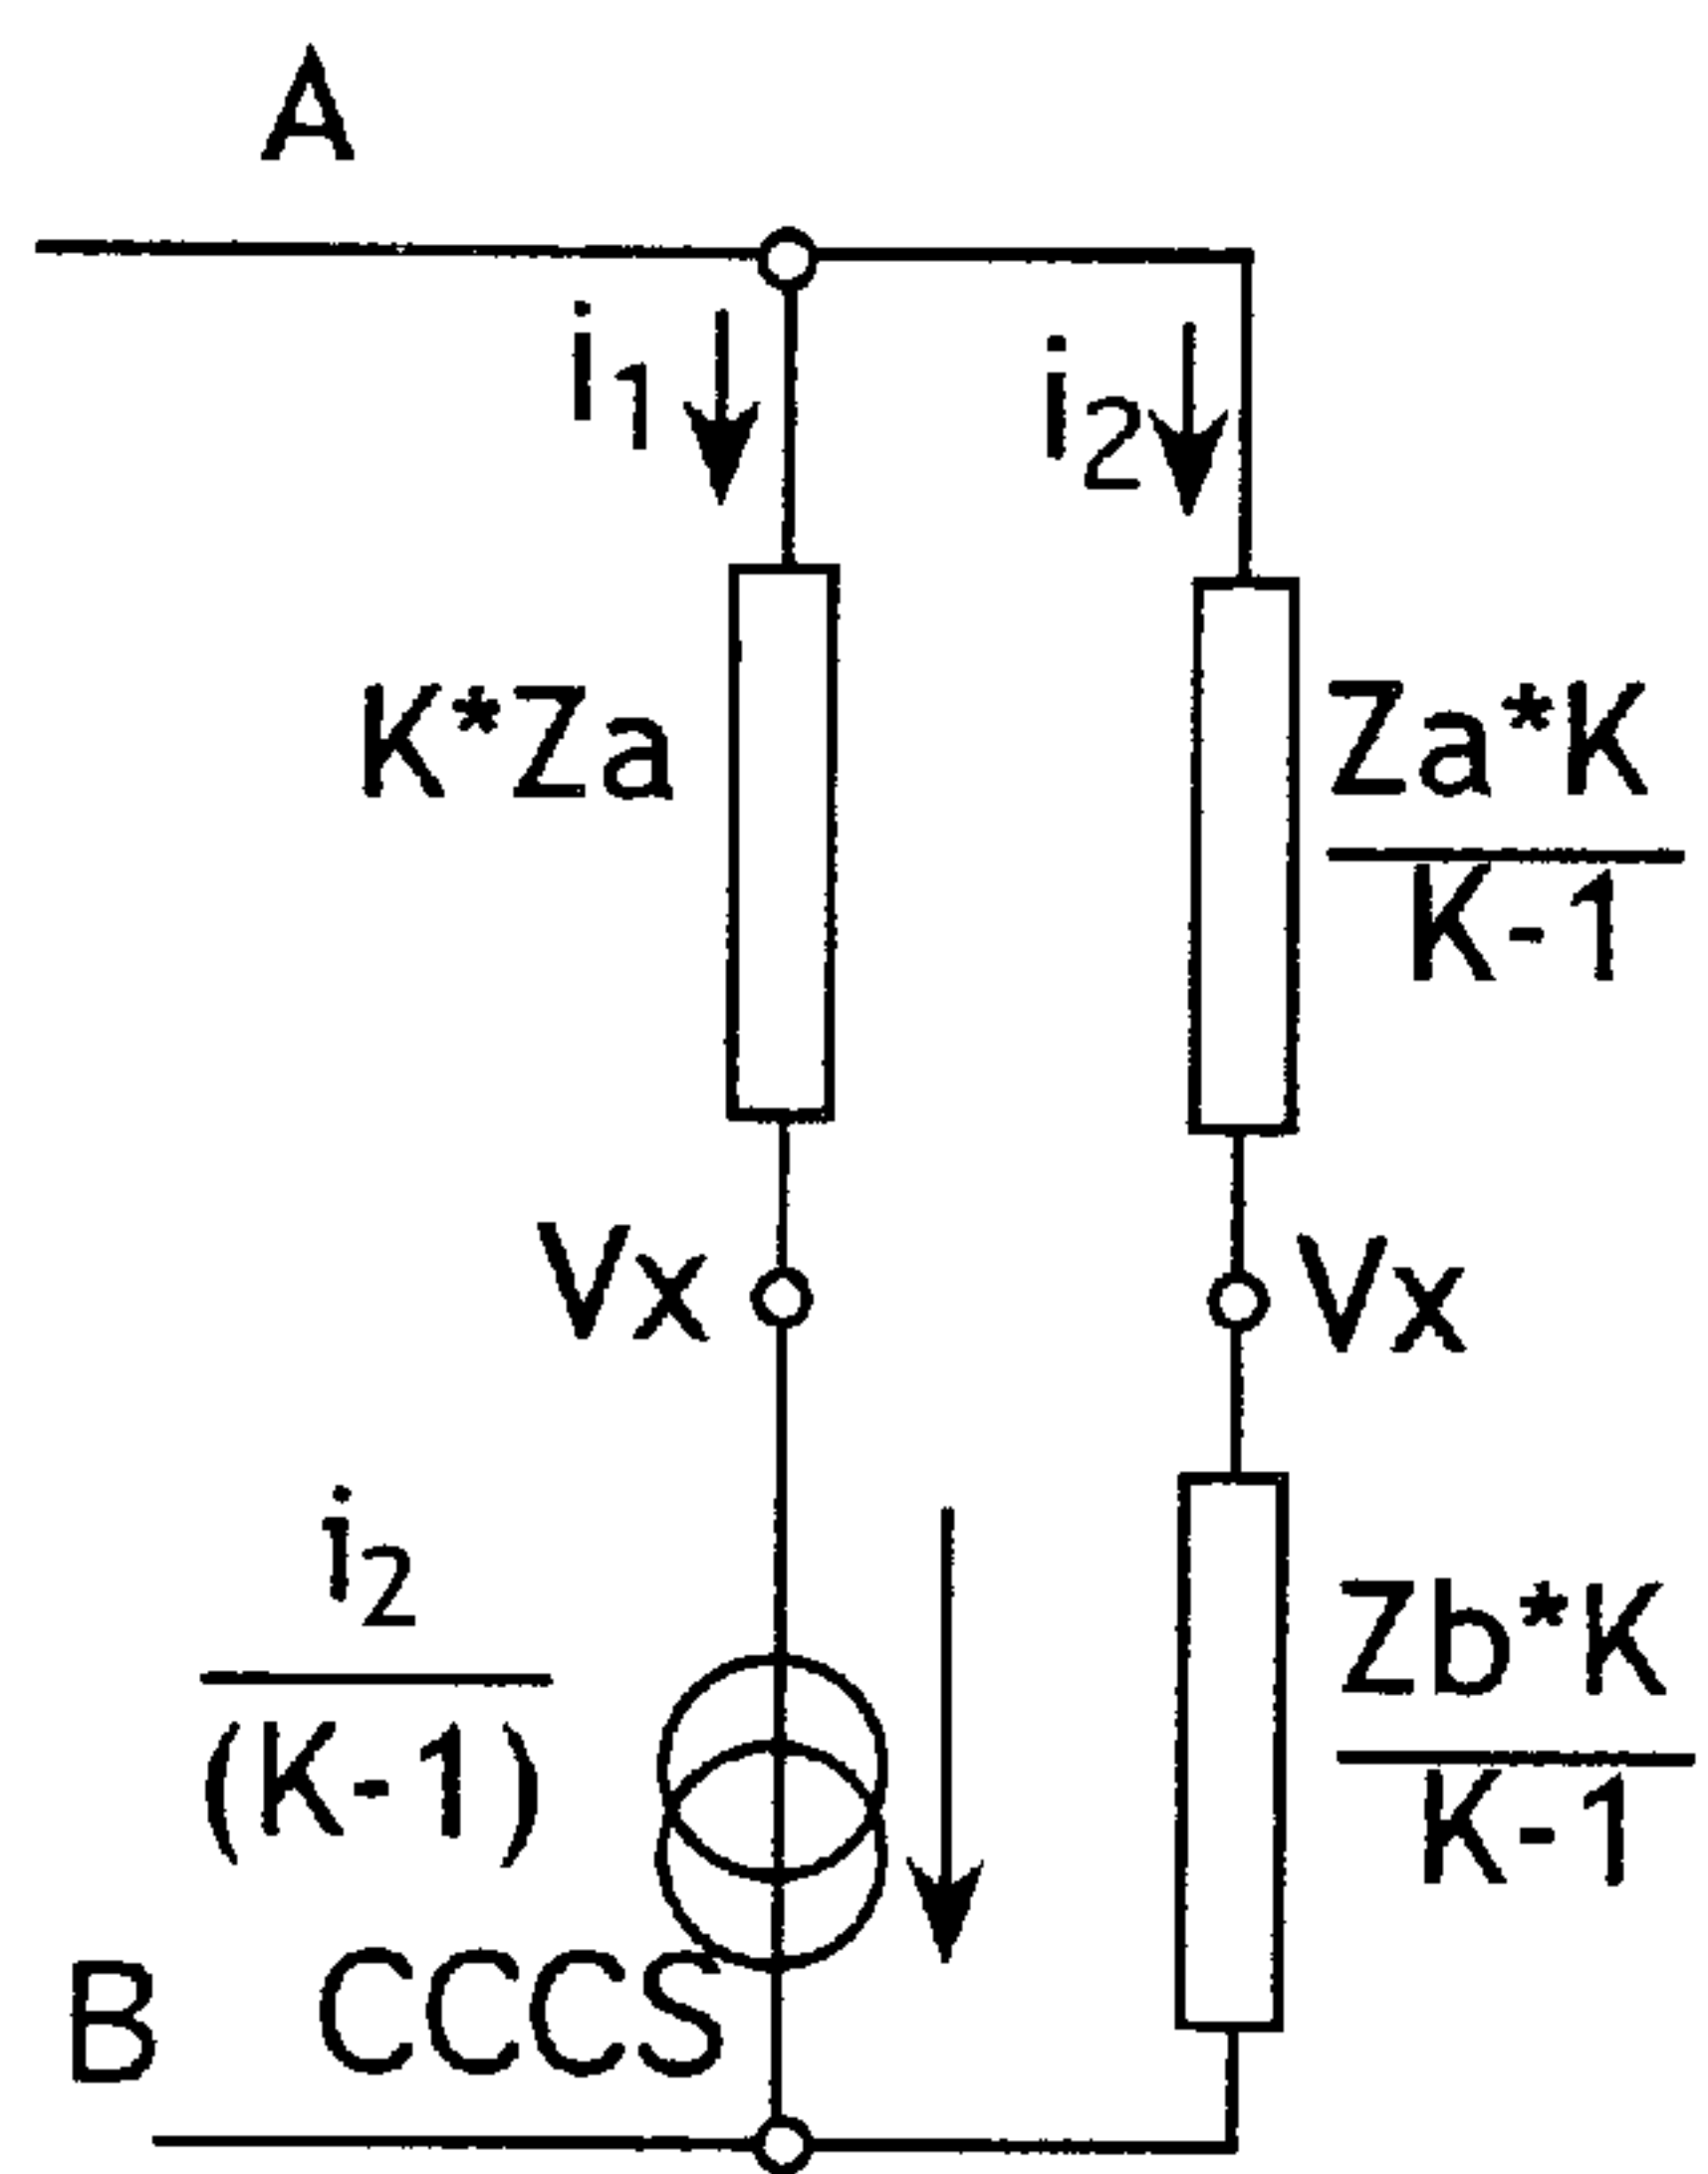 A
i1
i2
K*Za
Za*K
K-1
Vx
Vx
i2
(K-1)
Zb*K
K-1
B
CCCS